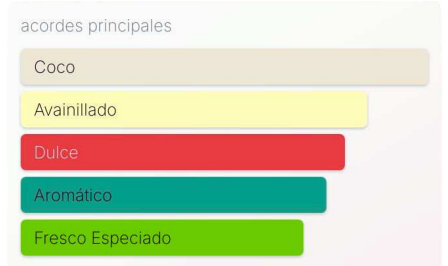 acordes principales
Coco
Avainillado
Dulce
Aromático
Fresco Especiado